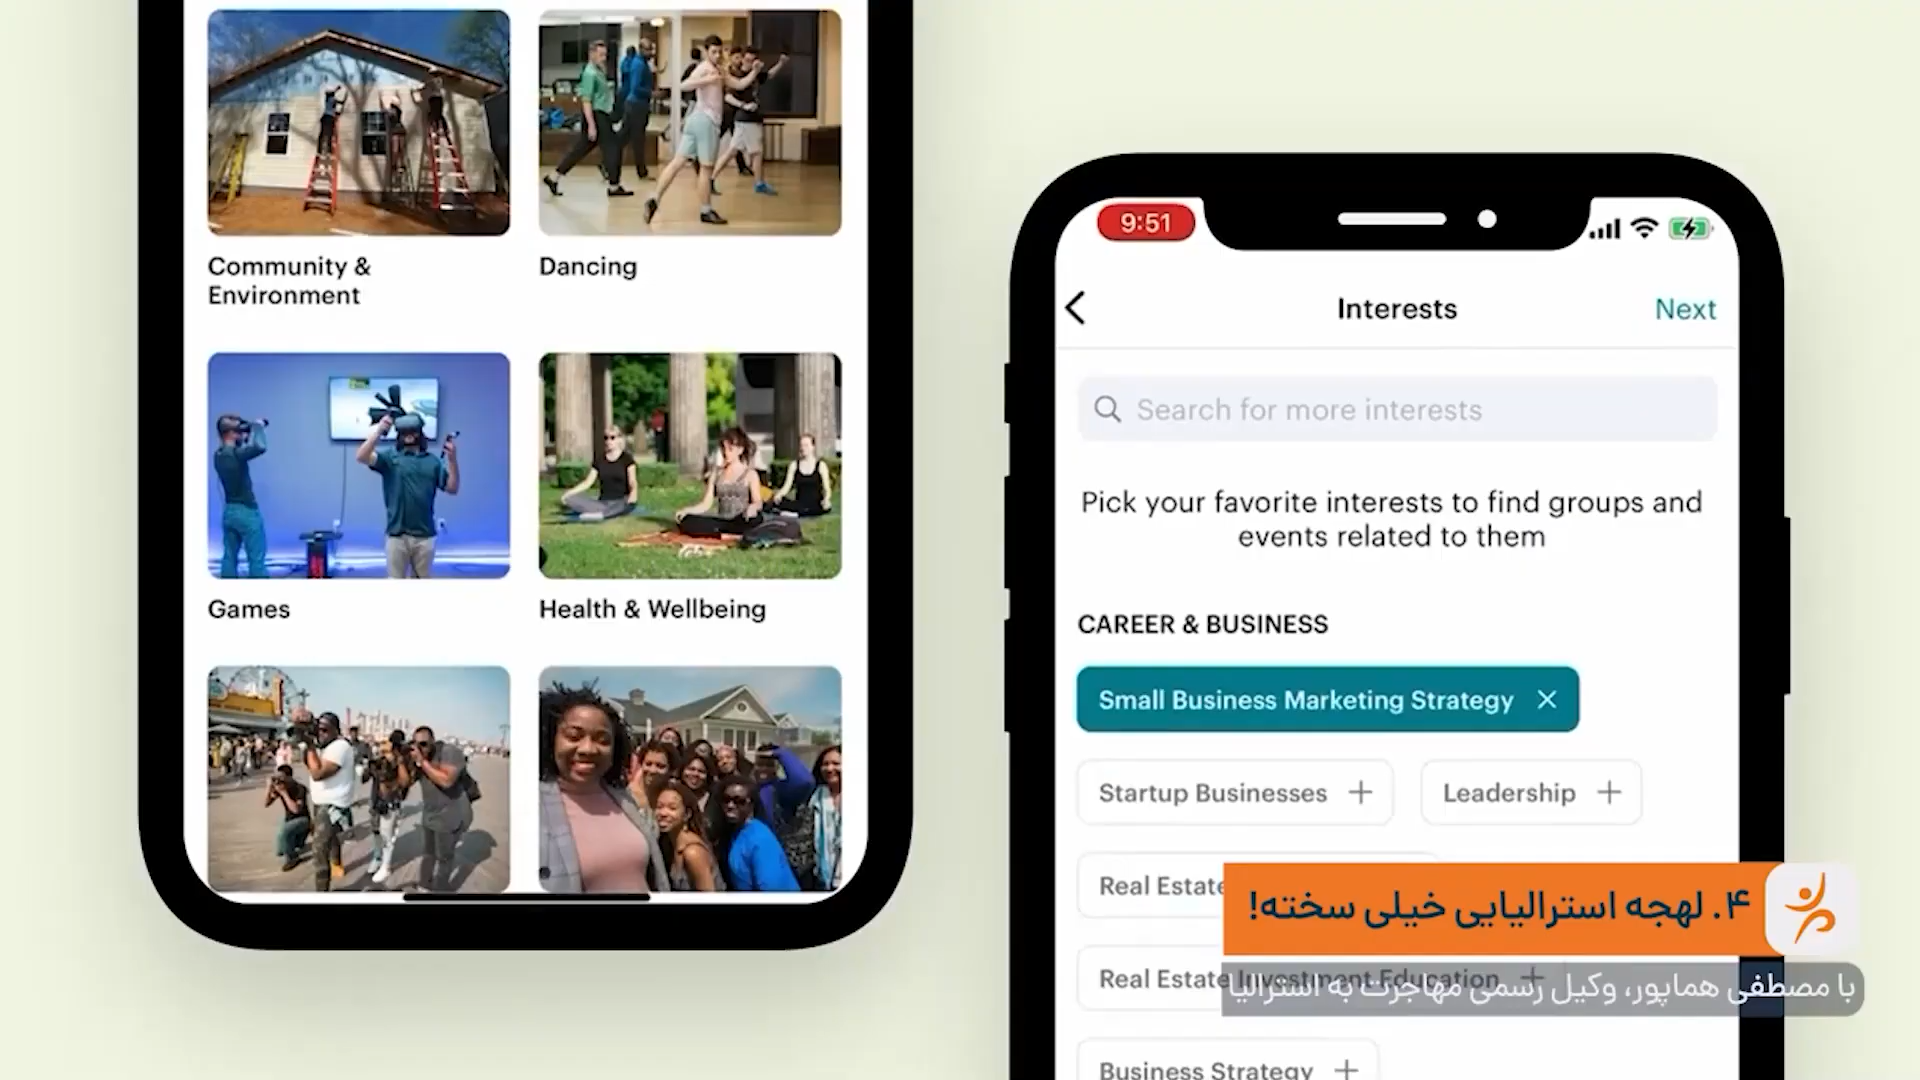 Community &
Environment
Dancing
Games
Health & Wellbeing
9:51
Interests
Next
Search for more interests
Pick your favorite interests to find groups and
events related to them
CAREER & BUSINESS
Small Business Marketing Strategy
Startup Businesses
Leadership
Real Estate
Real Estate Investment Education
Business Strategy
۴. لهجه استرالیایی خیلی سخته!
با مصطفی هماپور، وکیل رسمی مهاجرت به استرالیا